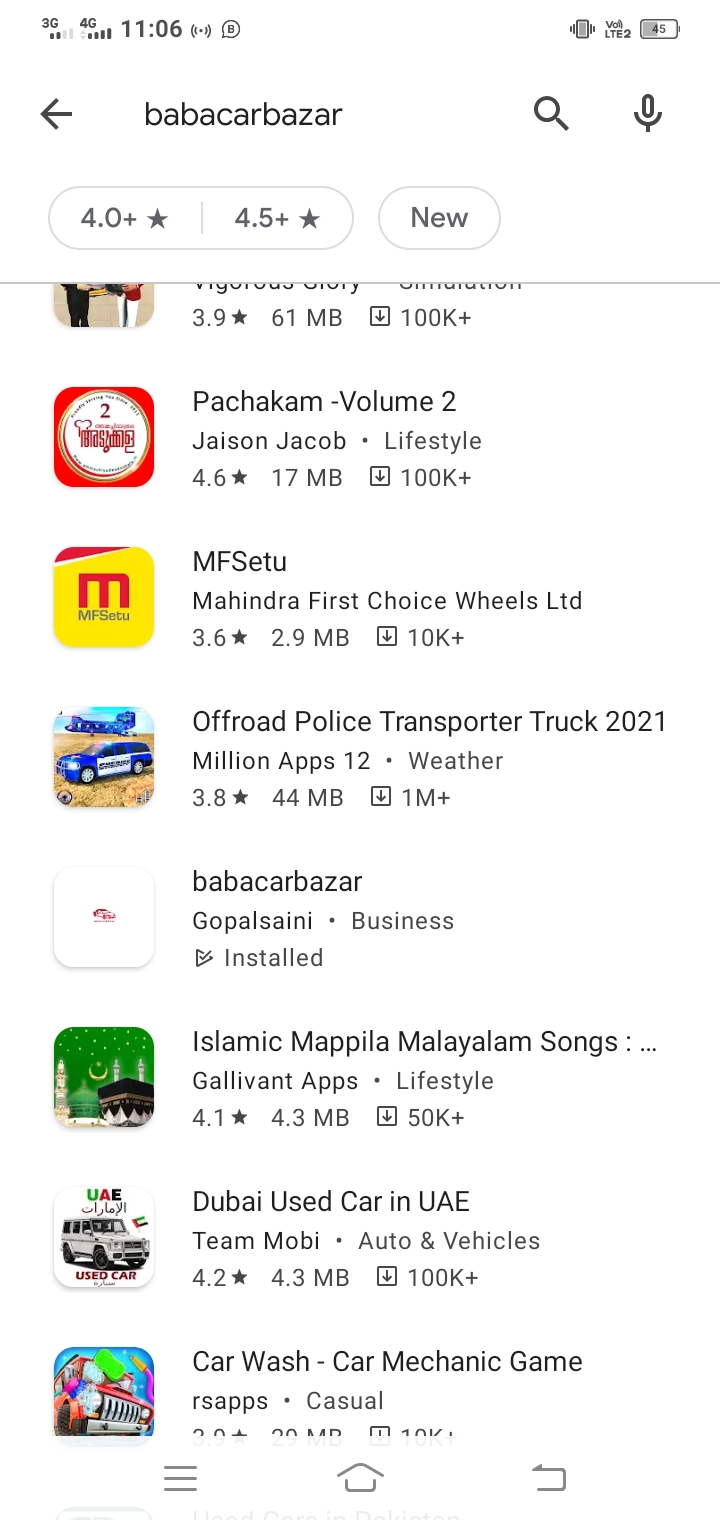 3G 4G 11:06 Vo) LTE2 45
babacarbazar
4.0+ ★ 4.5+ ★ New
Vigorous Glory Simulation
3.9★ 61 MB 100K+
2
അടുക്കള
Pachakam -Volume 2
Jaison Jacob • Lifestyle
4.6★ 17 MB 100K+
m
MFSetu
MFSetu
Mahindra First Choice Wheels Ltd
3.6★ 2.9 MB 10K+
Offroad Police Transporter Truck 2021
Million Apps 12 • Weather
3.8★ 44 MB 1M+
babacarbazar
Gopalsaini • Business
Installed
Islamic Mappila Malayalam Songs : ...
Gallivant Apps • Lifestyle
4.1★ 4.3 MB 50K+
UAE
الإمارات
USED CAR
سيارة
Dubai Used Car in UAE
Team Mobi • Auto & Vehicles
4.2★ 4.3 MB 100K+
Car Wash - Car Mechanic Game
rsapps • Casual
3.9★ 29 MB 10K+
Used Cars in Pakistan